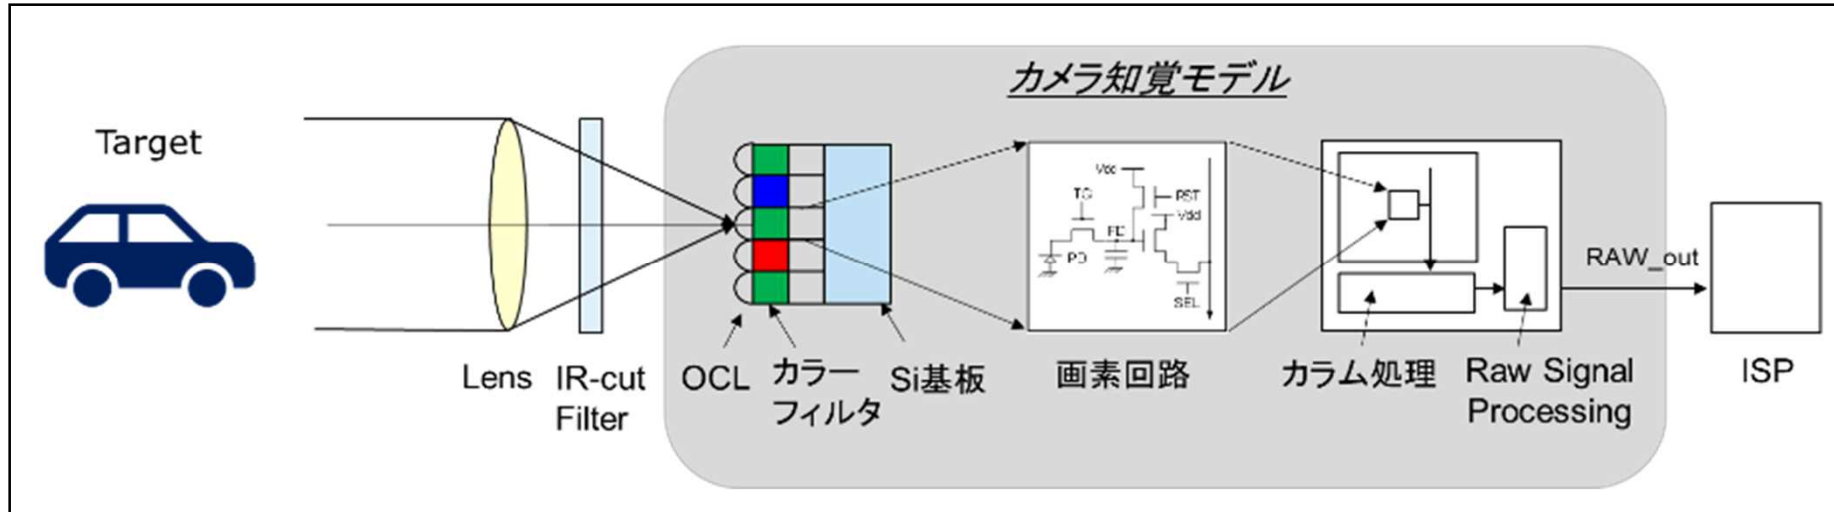 カメラ知覚モデル
Target
Vdd
TG
RST
Vdd
FD
PD
SEL
RAW_out
Lens
IR-cut
Filter
OCL
カラー
フィルタ
Si基板
画素回路
カラム処理
Raw Signal
Processing
ISP